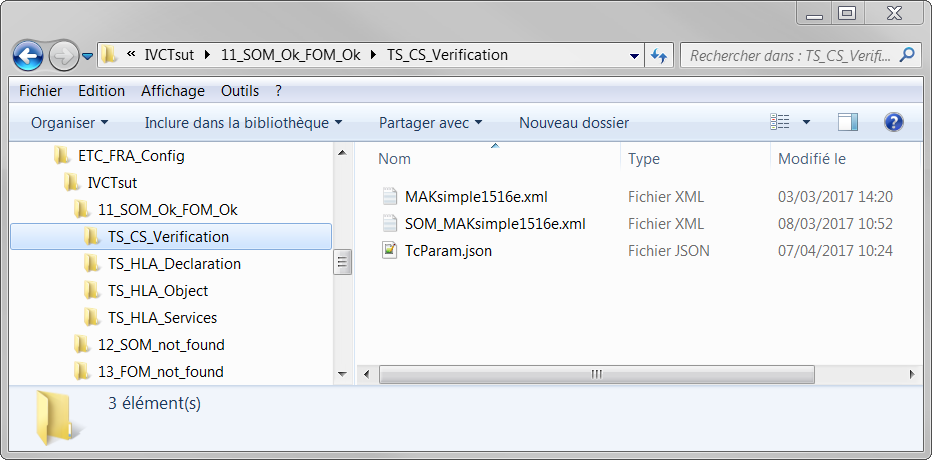 « IVCTsut 11_SOM_Ok_FOM_Ok TS_CS_Verification Rechercher dans : TS_CS_Verifi...
Fichier Edition Affichage Outils ?
Organiser Inclure dans la bibliothèque Partager avec Nouveau dossier
ETC_FRA_Config
IVCTsut
11_SOM_Ok_FOM_Ok
TS_CS_Verification
TS_HLA_Declaration
TS_HLA_Object
TS_HLA_Services
12_SOM_not_found
13_FOM_not_found
Nom Type Modifié le
MAKsimple1516e.xml Fichier XML 03/03/2017 14:20
SOM_MAKsimple1516e.xml Fichier XML 08/03/2017 10:52
TcParam.json Fichier JSON 07/04/2017 10:24
3 élément(s)